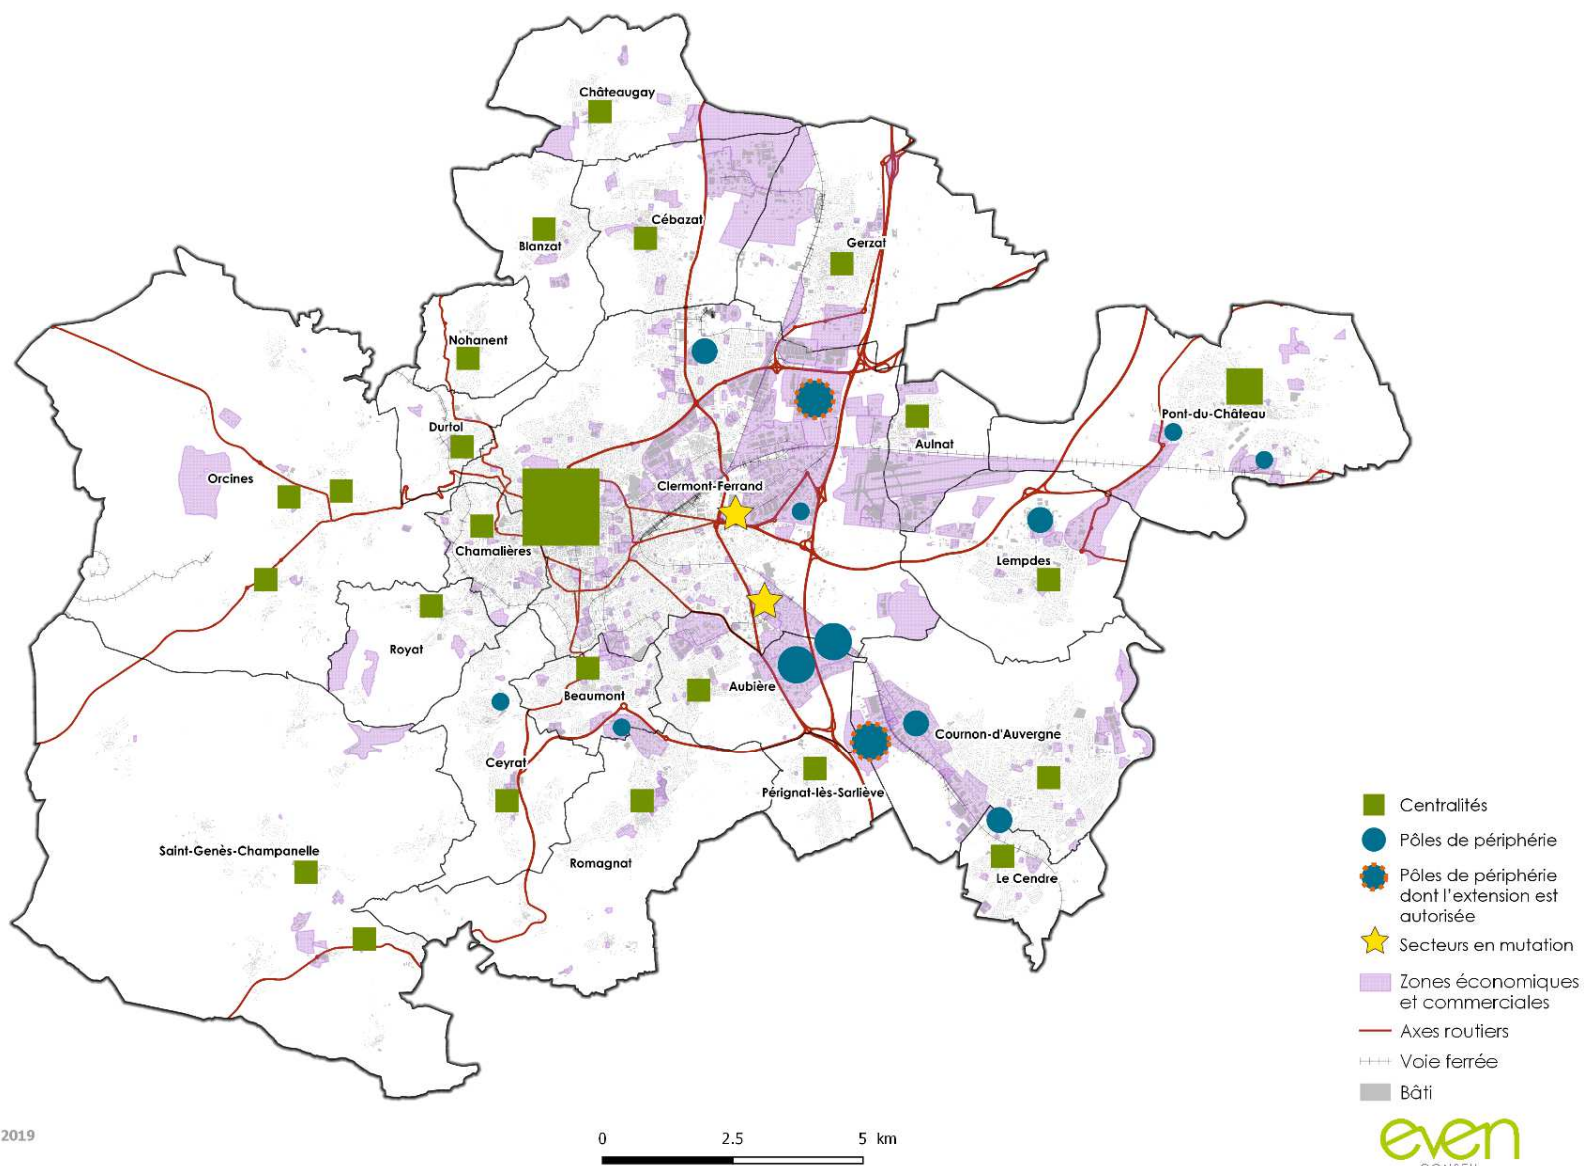 Châteaugay
Cébazat
Blanzat
Gerzat
Nohanent
Durtol
Pont-du-Château
Aulnat
Orcines
Clermont-Ferrand
Chamalières
Lempdes
Royat
Beaumont
Aubière
Cournon-d'Auvergne
Ceyrat
Pérignat-lès-Sarliève
Saint-Genès-Champanelle
Romagnat
Le Cendre
Centralités
Pôles de périphérie
Pôles de périphérie
dont l'extension est
autorisée
Secteurs en mutation
Zones économiques
et commerciales
Axes routiers
Voie ferrée
Bâti
2019
0 2.5 5 km
even
CONSEIL